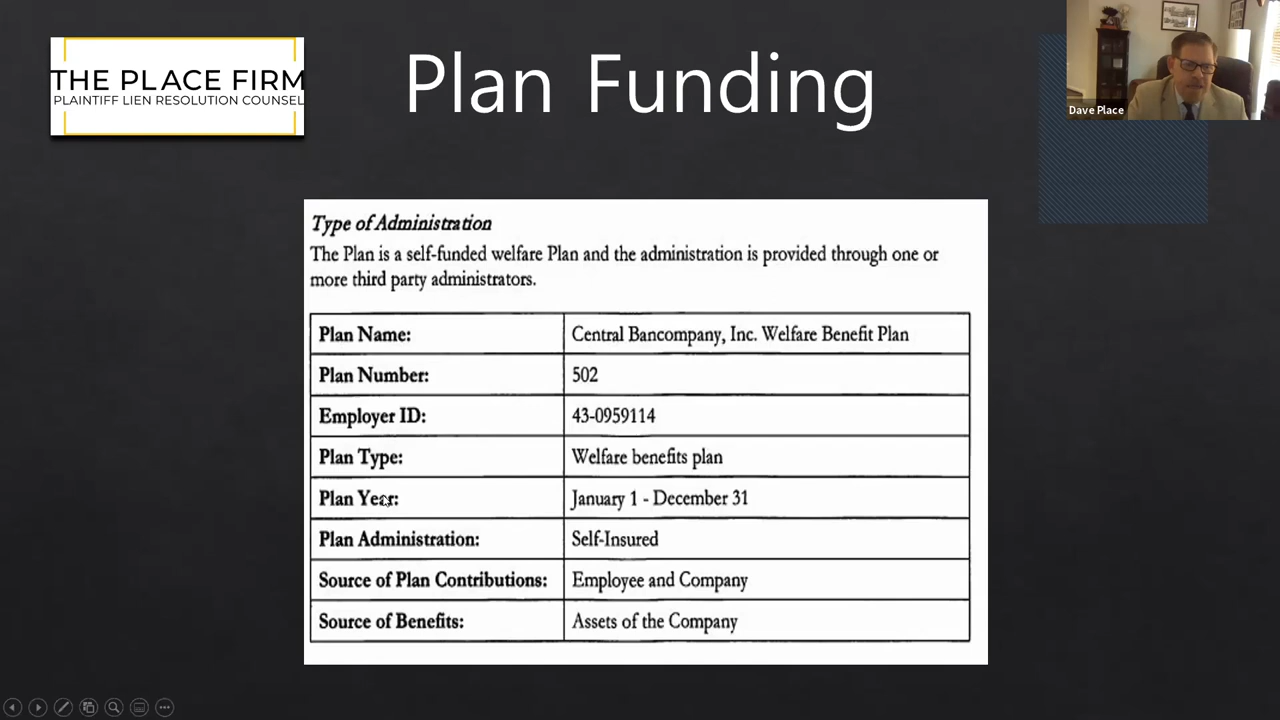 THE PLACE FIRM
PLAINTIFF LIEN RESOLUTION COUNSEL
Plan Funding
Dave Place
Type of Administration
The Plan is a self-funded welfare Plan and the administration is provided through one or
more third party administrators.
Plan Name: Central Bancompany, Inc. Welfare Benefit Plan
Plan Number: 502
Employer ID: 43-0959114
Plan Type: Welfare benefits plan
Plan Year: January 1 - December 31
Plan Administration: Self-Insured
Source of Plan Contributions: Employee and Company
Source of Benefits: Assets of the Company